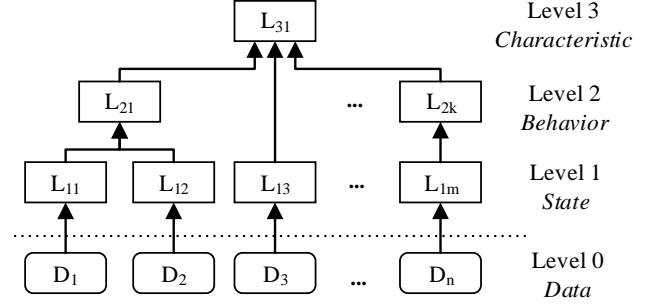 L31
Level 3
Characteristic
L21
...
L2k
Level 2
Behavior
L11
L12
L13
...
L1m
Level 1
State
D1
D2
D3
...
Dn
Level 0
Data